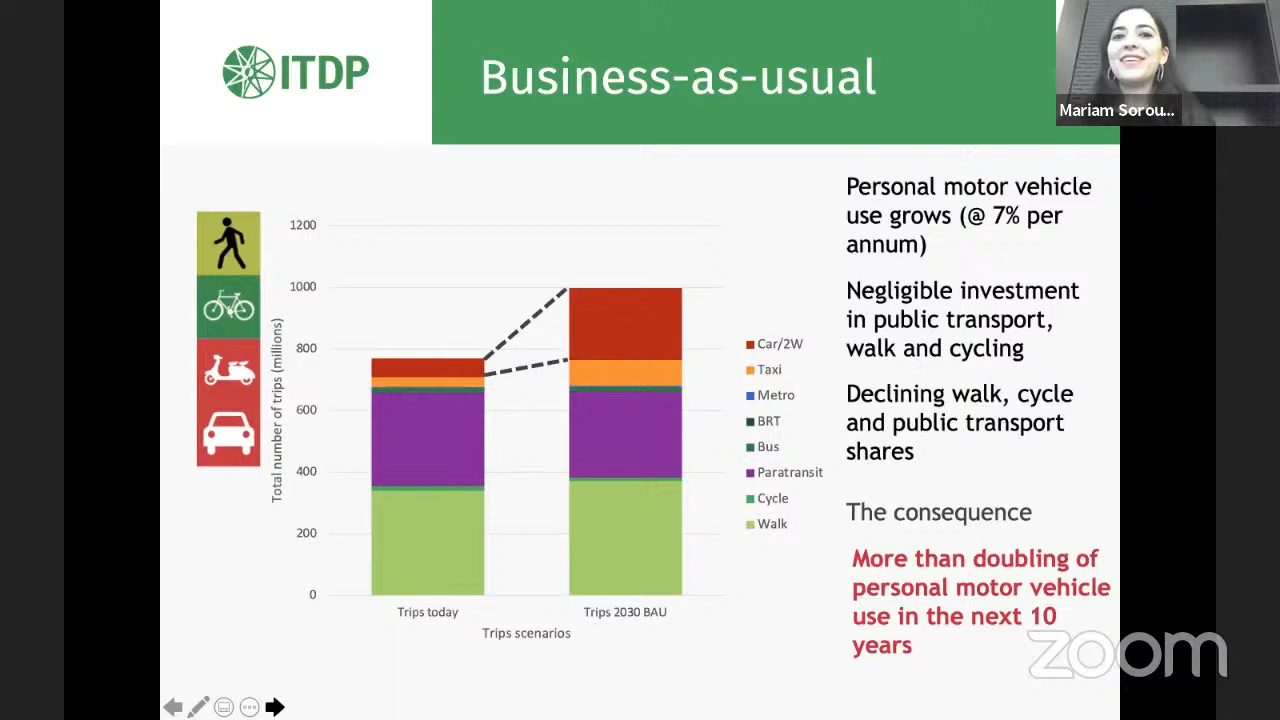 ITDP
Business-as-usual
Mariam Sorou...
Personal motor vehicle
use grows (@ 7% per
annum)
Negligible investment
in public transport,
walk and cycling
Declining walk, cycle
and public transport
shares
The consequence
More than doubling of
personal motor vehicle
use in the next 10
years
Total number of trips (millions)
1200
1000
800
600
400
200
0
Trips today
Trips 2030 BAU
Trips scenarios
Car/2W
Taxi
Metro
BRT
Bus
Paratransit
Cycle
Walk
zoom